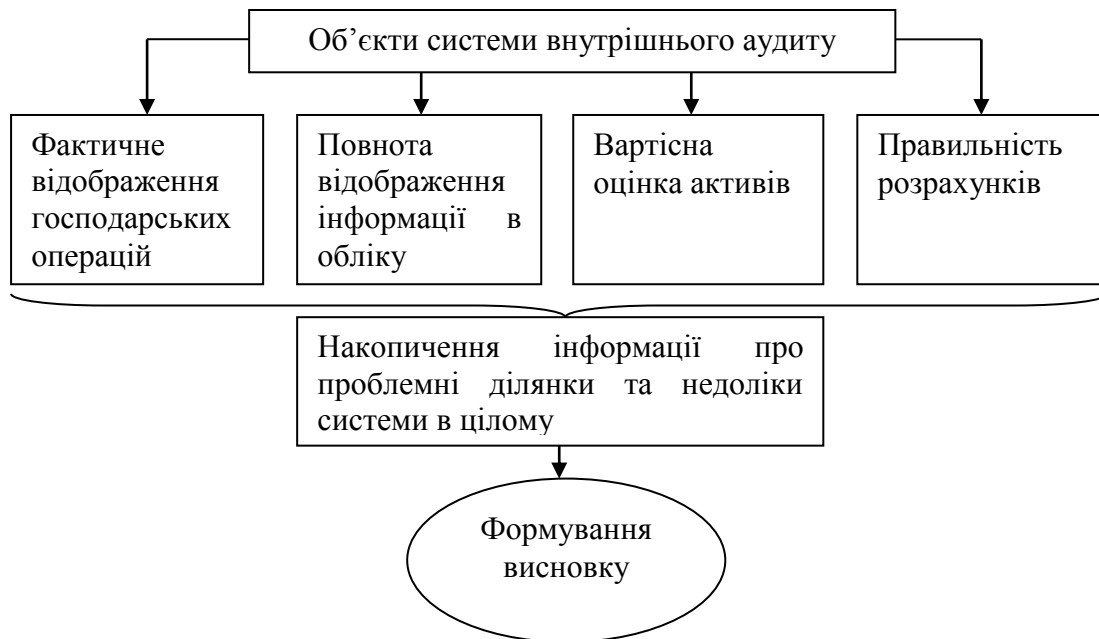 Об’єкти системи внутрішнього аудиту
Фактичне
відображення
господарських
операцій
Повнота
відображення
інформації в
обліку
Вартісна
оцінка активів
Правильність
розрахунків
Накопичення інформації про
проблемні ділянки та недоліки
системи в цілому
Формування
висновку